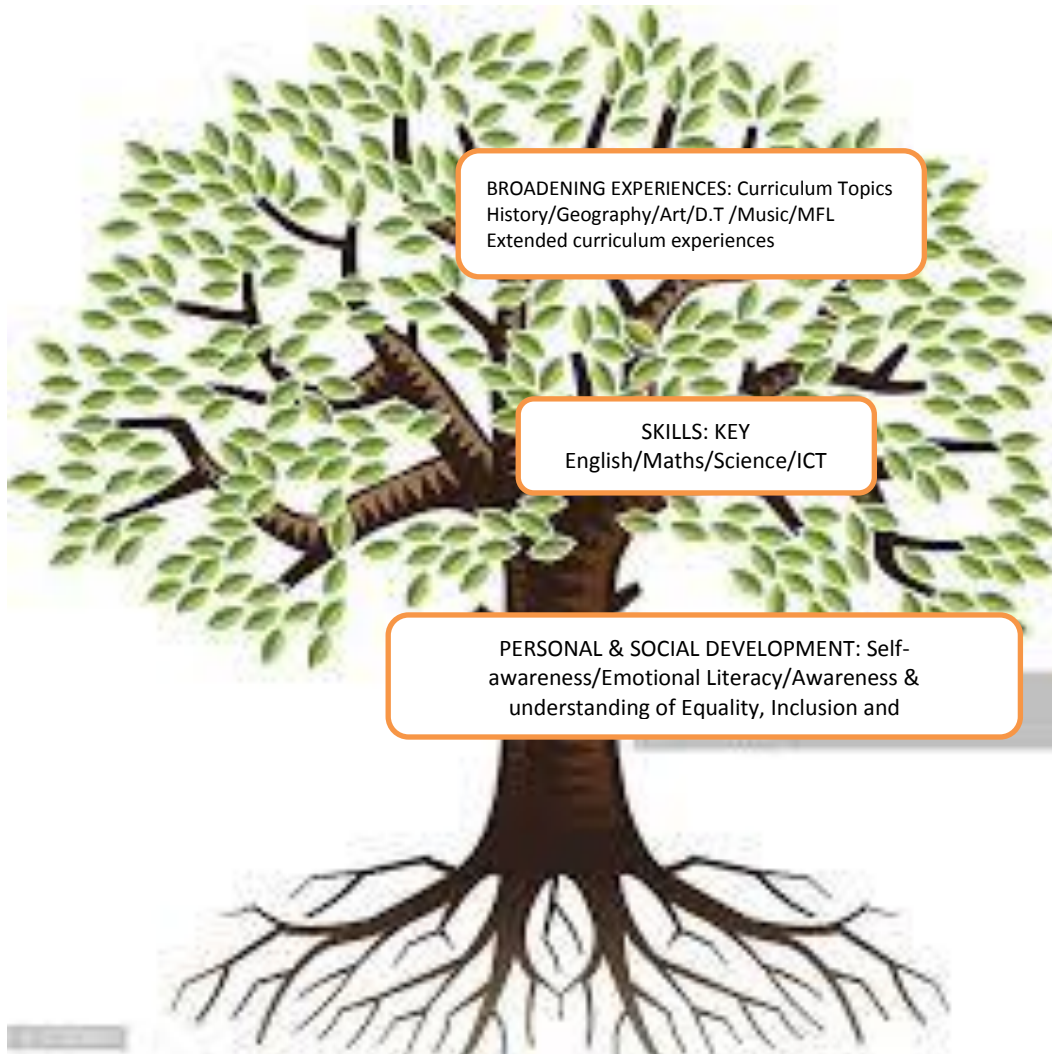 BROADENING EXPERIENCES: Curriculum Topics
History/Geography/Art/D.T /Music/MFL
Extended curriculum experiences
SKILLS: KEY
English/Maths/Science/ICT
PERSONAL & SOCIAL DEVELOPMENT: Self-
awareness/Emotional Literacy/Awareness &
understanding of Equality, Inclusion and